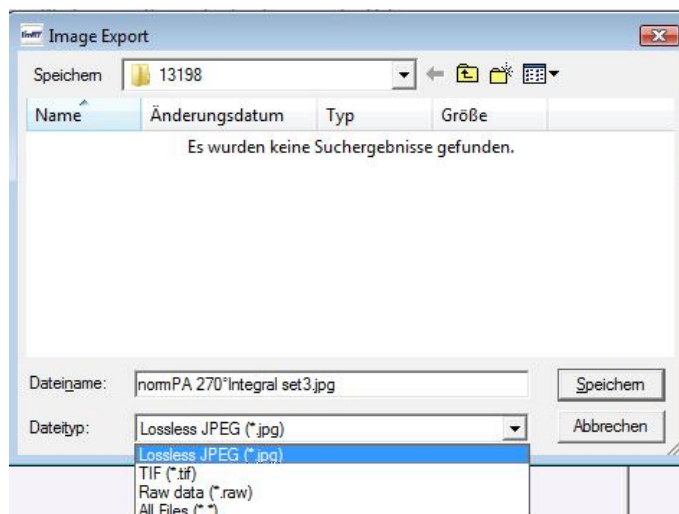 Image Export
Speichern 13198
Name Änderungsdatum Typ Größe
Es wurden keine Suchergebnisse gefunden.
Dateiname: normPA 270°Integral set3.jpg Speichern
Dateityp: Lossless JPEG (*.jpg) Abbrechen
Lossless JPEG (*.jpg)
TIF (*.tif)
Raw data (*.raw)
All Files (*.*)